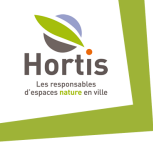 Hortis
Les responsables
d'espaces nature en ville